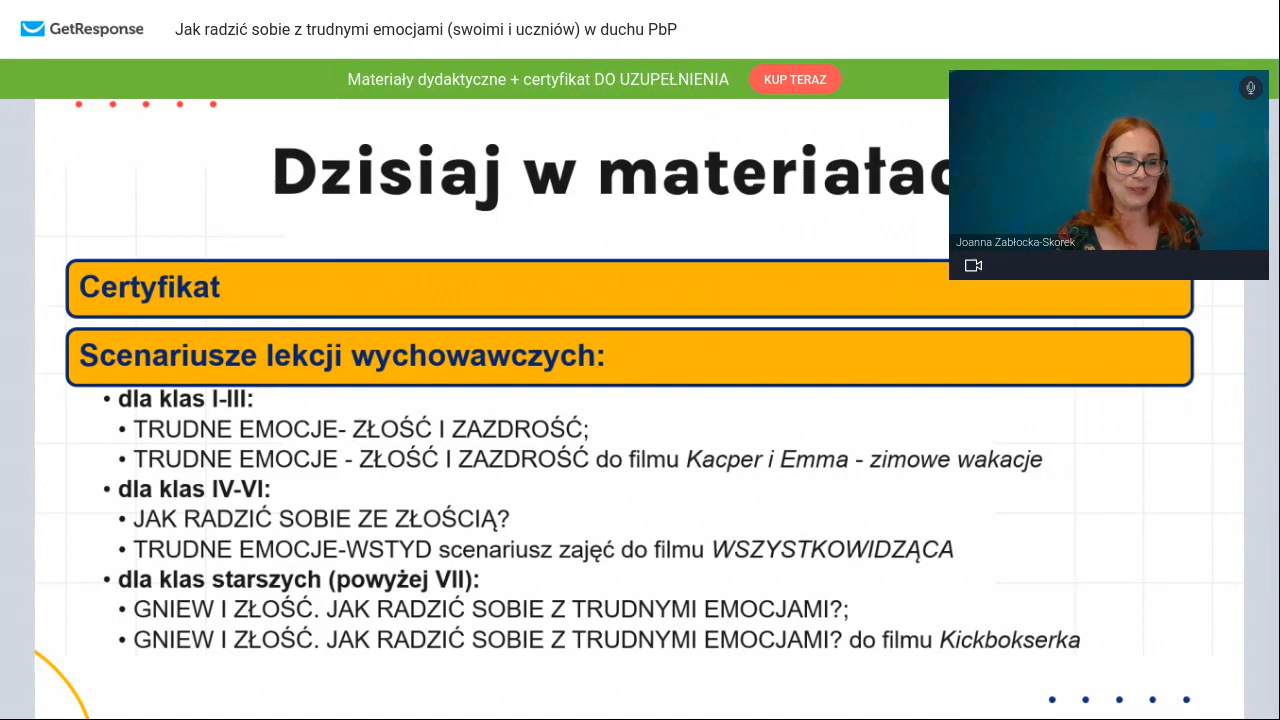 GetResponse
Jak radzić sobie z trudnymi emocjami (swoimi i uczniów) w duchu PbP
Materiały dydaktyczne + certyfikat DO UZUPEŁNIENIA
KUP TERAZ
Dzisiaj w materiałac
Joanna Zabłocka-Skorek
Certyfikat
Scenariusze lekcji wychowawczych:
• dla klas I-III:
• TRUDNE EMOCJE- ZŁOŚĆ I ZAZDROŚĆ;
• TRUDNE EMOCJE - ZŁOŚĆ I ZAZDROŚĆ do filmu Kacper i Emma - zimowe wakacje
• dla klas IV-VI:
• JAK RADZIĆ SOBIE ZE ZŁOŚCIĄ?
• TRUDNE EMOCJE-WSTYD scenariusz zajęć do filmu WSZYSTKOWIDZĄCA
• dla klas starszych (powyżej VII):
• GNIEW I ZŁOŚĆ. JAK RADZIĆ SOBIE Z TRUDNYMI EMOCJAMI?;
• GNIEW I ZŁOŚĆ. JAK RADZIĆ SOBIE Z TRUDNYMI EMOCJAMI? do filmu Kickbokserka